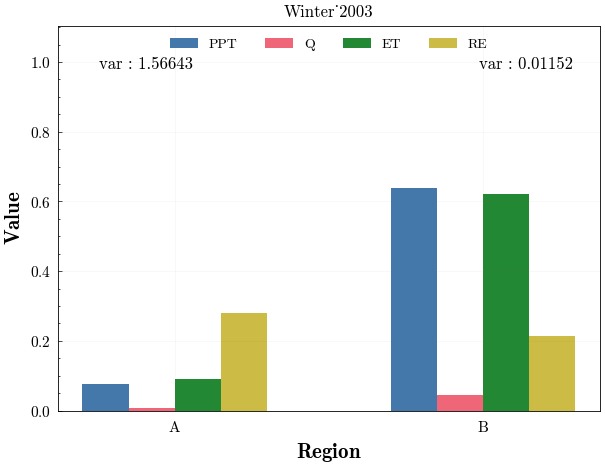 Winter˙2003
PPT Q ET RE
var : 1.56643 var : 0.01152
1.0
0.8
0.6
0.4
0.2
0.0
Value
A B
Region